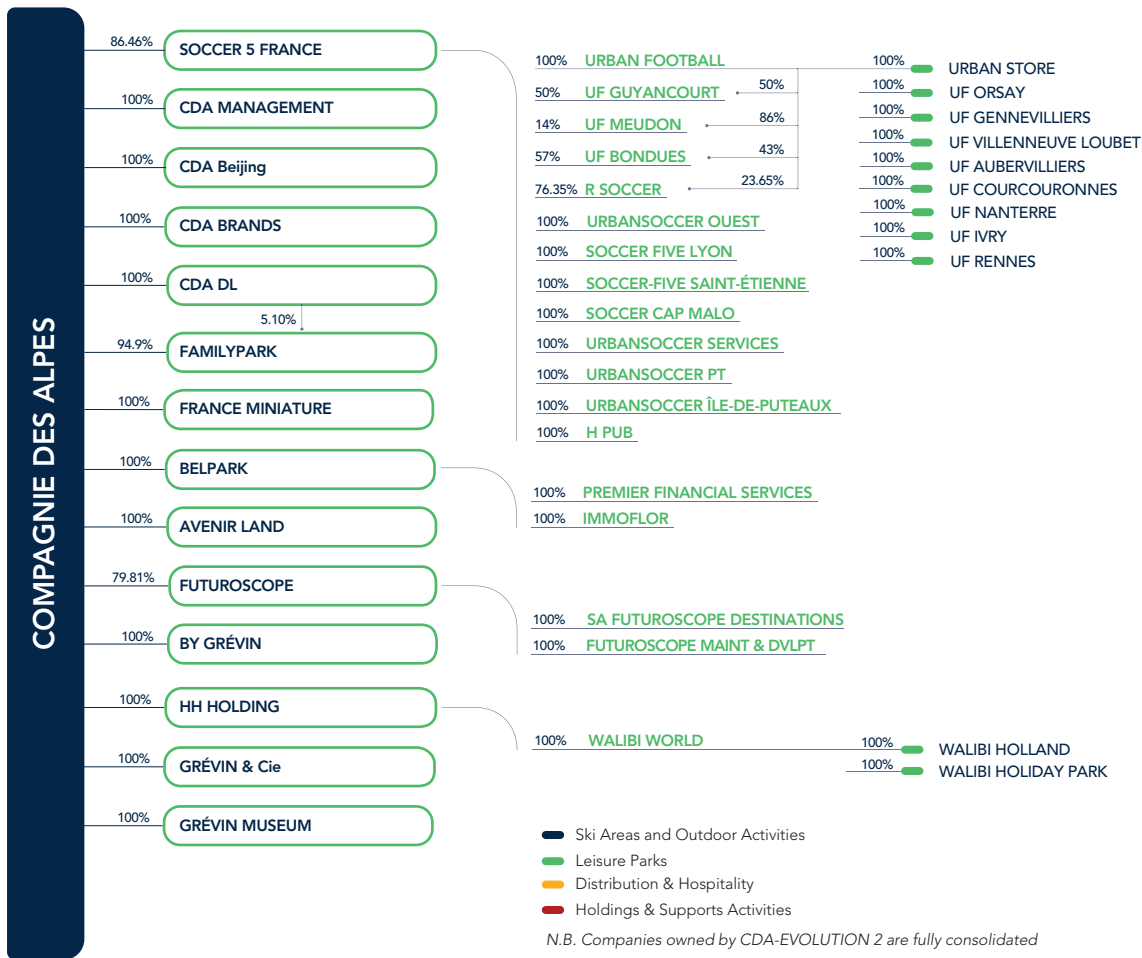 COMPAGNIE DES ALPES
86.46% SOCCER 5 FRANCE
100% CDA MANAGEMENT
100% CDA Beijing
100% CDA BRANDS
100% CDA DL
5.10%
94.9% FAMILYPARK
100% FRANCE MINIATURE
100% BELPARK
100% AVENIR LAND
79.81% FUTUROSCOPE
100% BY GRÉVIN
100% HH HOLDING
100% GRÉVIN & Cie
100% GRÉVIN MUSEUM
100% URBAN FOOTBALL
50% UF GUYANCOURT 50%
14% UF MEUDON 86%
57% UF BONDUES 43%
76.35% R SOCCER 23.65%
100% URBANSOCCER OUEST
100% SOCCER FIVE LYON
100% SOCCER-FIVE SAINT-ÉTIENNE
100% SOCCER CAP MALO
100% URBANSOCCER SERVICES
100% URBANSOCCER PT
100% URBANSOCCER ÎLE-DE-PUTEAUX
100% H PUB
100% URBAN STORE
100% UF ORSAY
100% UF GENNEVILLIERS
100% UF VILLENNEUVE LOUBET
100% UF AUBERVILLIERS
100% UF COURCOURONNES
100% UF NANTERRE
100% UF IVRY
100% UF RENNES
100% PREMIER FINANCIAL SERVICES
100% IMMOFLOR
100% SA FUTUROSCOPE DESTINATIONS
100% FUTUROSCOPE MAINT & DVLPT
100% WALIBI WORLD
100% WALIBI HOLLAND
100% WALIBI HOLIDAY PARK
Ski Areas and Outdoor Activities
Leisure Parks
Distribution & Hospitality
Holdings & Supports Activities
N.B. Companies owned by CDA-EVOLUTION 2 are fully consolidated